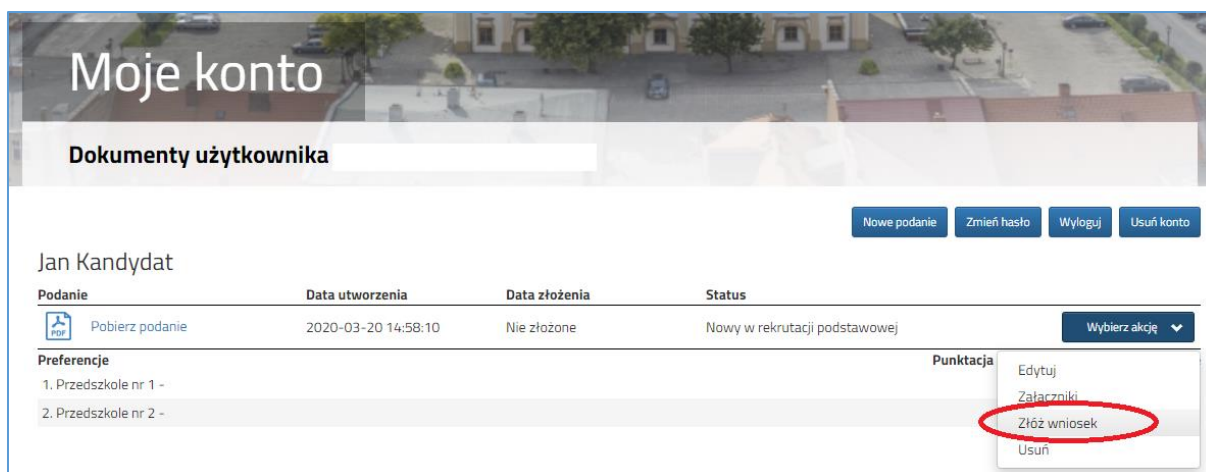 Moje konto
Dokumenty użytkownika
Nowe podanie Zmień hasło Wyloguj Usuń konto
Jan Kandydat
Podanie Data utworzenia Data złożenia Status
PDF Pobierz podanie 2020-03-20 14:58:10 Nie złożone Nowy w rekrutacji podstawowej Wybierz akcję
Preferencje Punktacja
Edytuj
1. Przedszkole nr 1 -
Załączniki
2. Przedszkole nr 2 -
Złóż wniosek
Usuń